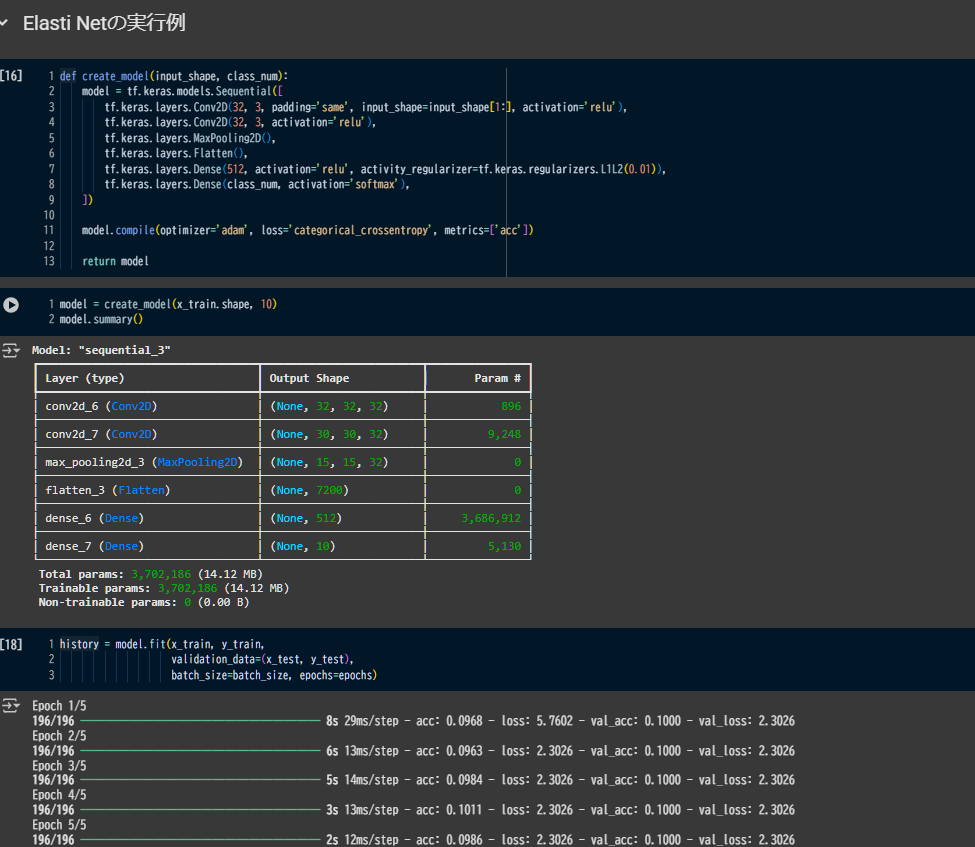 Elasti Netの実行例
[16]
1 def create_model(input_shape, class_num):
2 model = tf.keras.models.Sequential([
3 tf.keras.layers.Conv2D(32, 3, padding='same', input_shape=input_shape[1:], activation='relu'),
4 tf.keras.layers.Conv2D(32, 3, activation='relu'),
5 tf.keras.layers.MaxPooling2D(),
6 tf.keras.layers.Flatten(),
7 tf.keras.layers.Dense(512, activation='relu', activity_regularizer=tf.keras.regularizers.L1L2(0.01)),
8 tf.keras.layers.Dense(class_num, activation='softmax'),
9 ])
10
11 model.compile(optimizer='adam', loss='categorical_crossentropy', metrics=['acc'])
12
13 return model
1 model = create_model(x_train.shape, 10)
2 model.summary()
Model: "sequential_3"
Layer (type) Output Shape Param #
conv2d_6 (Conv2D) (None, 32, 32, 32) 896
conv2d_7 (Conv2D) (None, 30, 30, 32) 9,248
max_pooling2d_3 (MaxPooling2D) (None, 15, 15, 32) 0
flatten_3 (Flatten) (None, 7200) 0
dense_6 (Dense) (None, 512) 3,686,912
dense_7 (Dense) (None, 10) 5,130
Total params: 3,702,186 (14.12 MB)
Trainable params: 3,702,186 (14.12 MB)
Non-trainable params: 0 (0.00 B)
[18]
1 history = model.fit(x_train, y_train,
2 validation_data=(x_test, y_test),
3 batch_size=batch_size, epochs=epochs)
Epoch 1/5
196/196 8s 29ms/step - acc: 0.0968 - loss: 5.7602 - val_acc: 0.1000 - val_loss: 2.3026
Epoch 2/5
196/196 6s 13ms/step - acc: 0.0963 - loss: 2.3026 - val_acc: 0.1000 - val_loss: 2.3026
Epoch 3/5
196/196 5s 14ms/step - acc: 0.0984 - loss: 2.3026 - val_acc: 0.1000 - val_loss: 2.3026
Epoch 4/5
196/196 3s 13ms/step - acc: 0.1011 - loss: 2.3026 - val_acc: 0.1000 - val_loss: 2.3026
Epoch 5/5
196/196 2s 12ms/step - acc: 0.0986 - loss: 2.3026 - val_acc: 0.1000 - val_loss: 2.3026